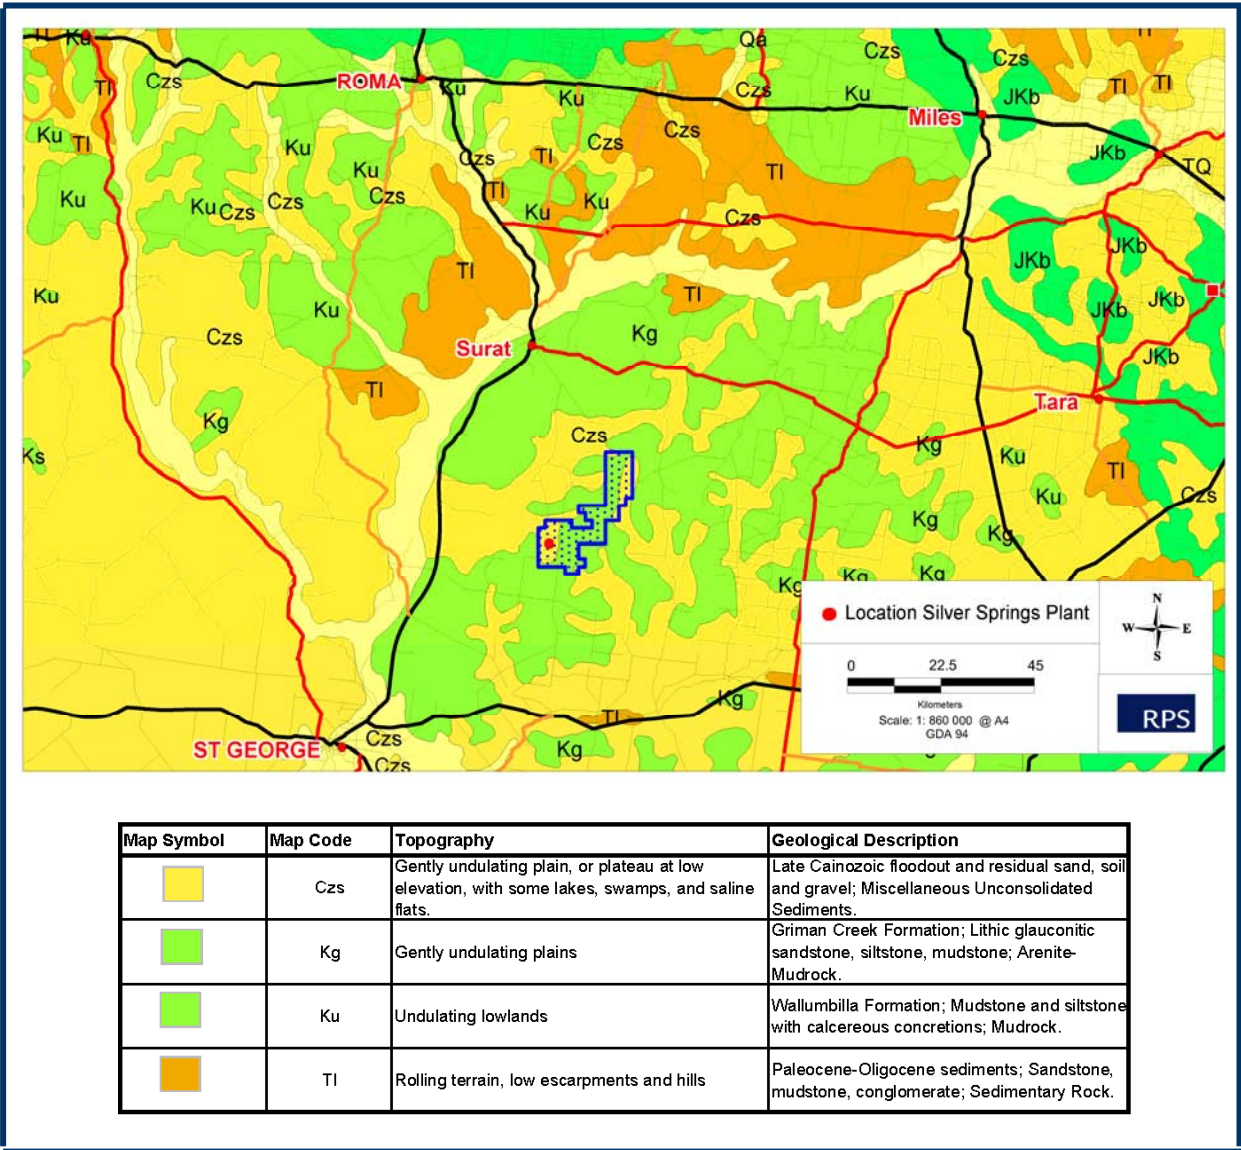 Tl
Ku
Qa
Czs
Czs
Tl
Tl
Czs
ROMA
Ku
Ku
Czs
Ku
JKb
Tl
Tl
Miles
Ku
Tl
Ku
Czs
Czs
JKb
Czs
Tl
Ku
Tl
TQ
Ku
Ku
Czs
Czs
Tl
Ku
Ku
Czs
Czs
JKb
Tl
JKb
Ku
Ku
Tl
JKb
JKb
Czs
Kg
Surat
JKb
Tl
Tara
Kg
Czs
Kg
Ks
Ku
Tl
Ku
Czs
Kg
Kg
Kg
Kg
Kg
Location Silver Springs Plant
N
W E
S
0 22.5 45
Kilometers
Scale: 1: 860 000 @ A4
GDA 94
RPS
Kg
Tl
Czs
ST GEORGE
Kg
Czs
Map Symbol Map Code Topography Geological Description
Gently undulating plain, or plateau at low Late Cainozoic floodout and residual sand, soil
Czs elevation, with some lakes, swamps, and saline and gravel; Miscellaneous Unconsolidated
flats. Sediments.
Griman Creek Formation; Lithic glauconitic
Kg Gently undulating plains sandstone, siltstone, mudstone; Arenite-
Mudrock.
Wallumbilla Formation; Mudstone and siltstone
Ku Undulating lowlands
with calcereous concretions; Mudrock.
Paleocene-Oligocene sediments; Sandstone,
Tl Rolling terrain, low escarpments and hills
mudstone, conglomerate; Sedimentary Rock.